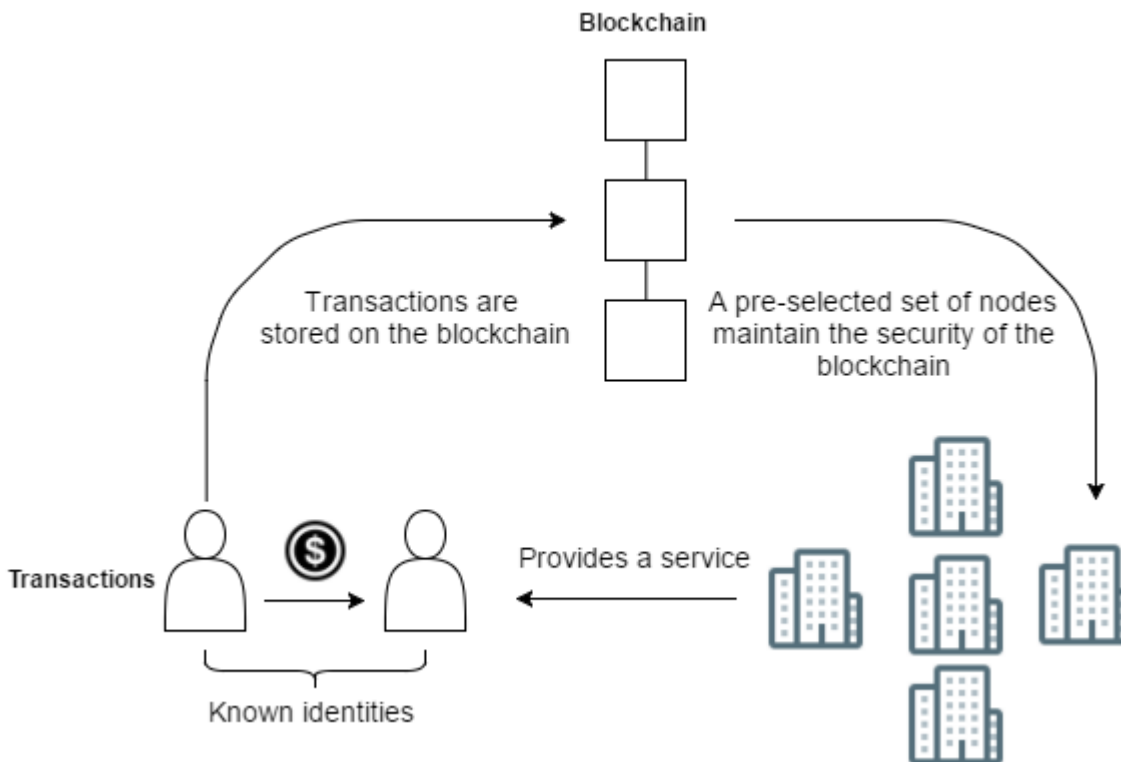 Blockchain
Transactions are
stored on the blockchain
A pre-selected set of nodes
maintain the security of the
blockchain
$
Provides a service
Transactions
Known identities